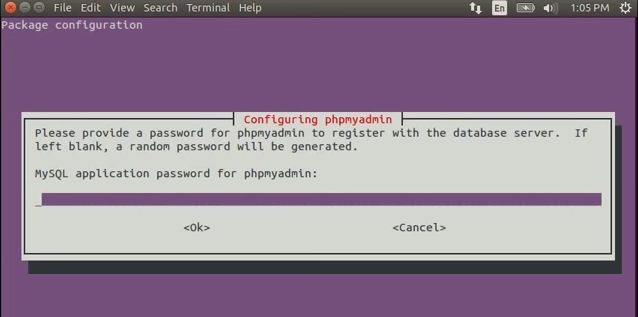 File Edit View Search Terminal Help En 1:05 PM
Package configuration
Configuring phpmyadmin
Please provide a password for phpmyadmin to register with the database server. If
left blank, a random password will be generated.
MySQL application password for phpmyadmin:
<Ok> <Cancel>